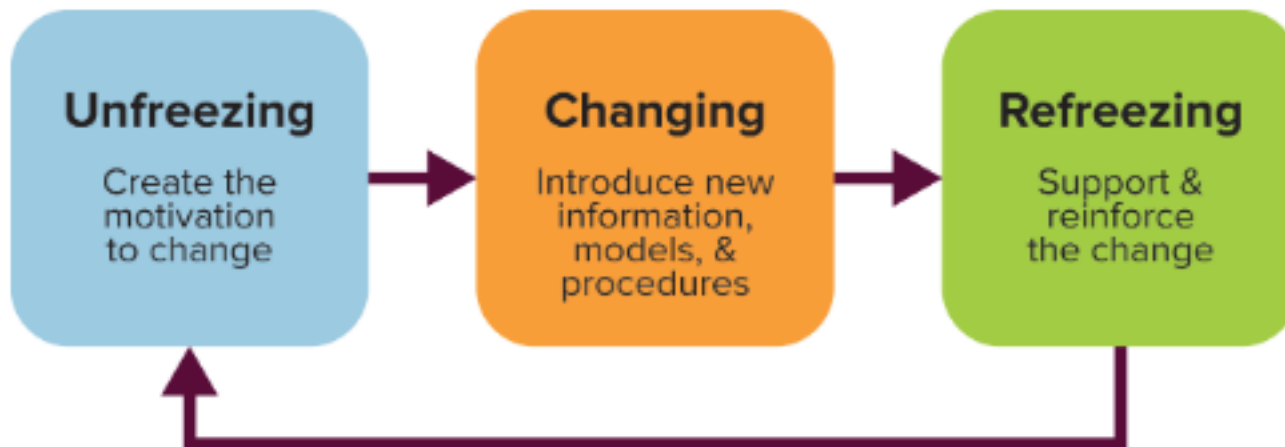 Unfreezing
Create the
motivation
to change
Changing
Introduce new
information,
models, &
procedures
Refreezing
Support &
reinforce
the change